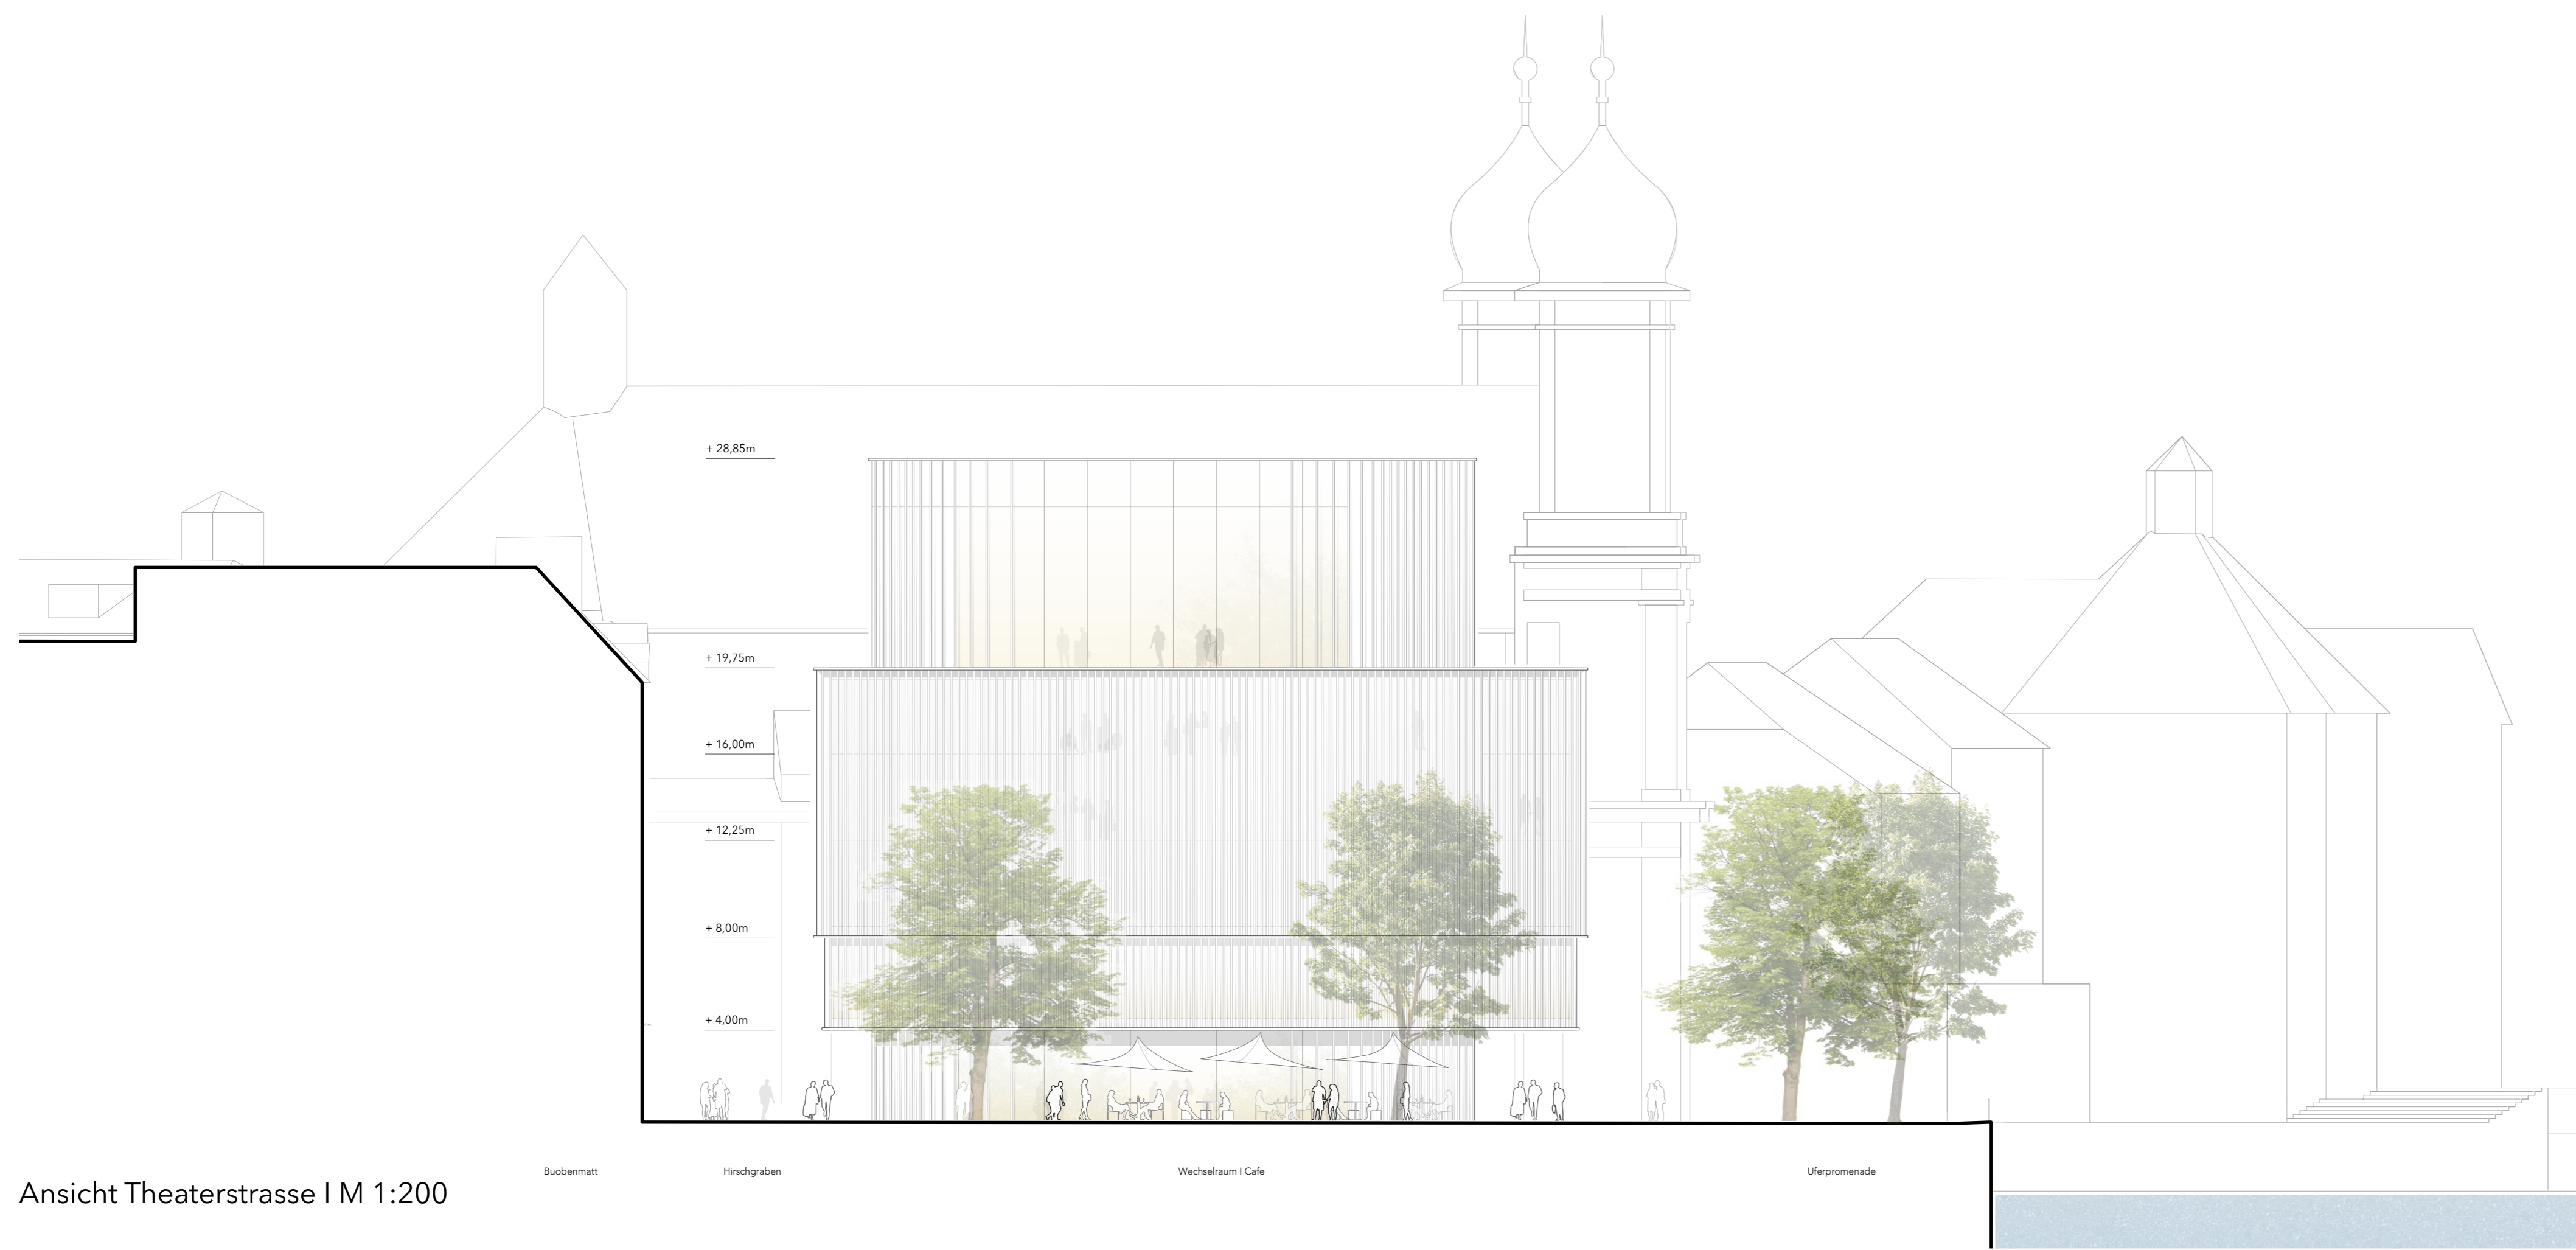 + 28,85m
+ 19,75m
+ 16,00m
+ 12,25m
+ 8,00m
+ 4,00m
Buobenmatt
Hirschgraben
Wechselraum I Cafe
Uferpromenade
Ansicht Theaterstrasse I M 1:200